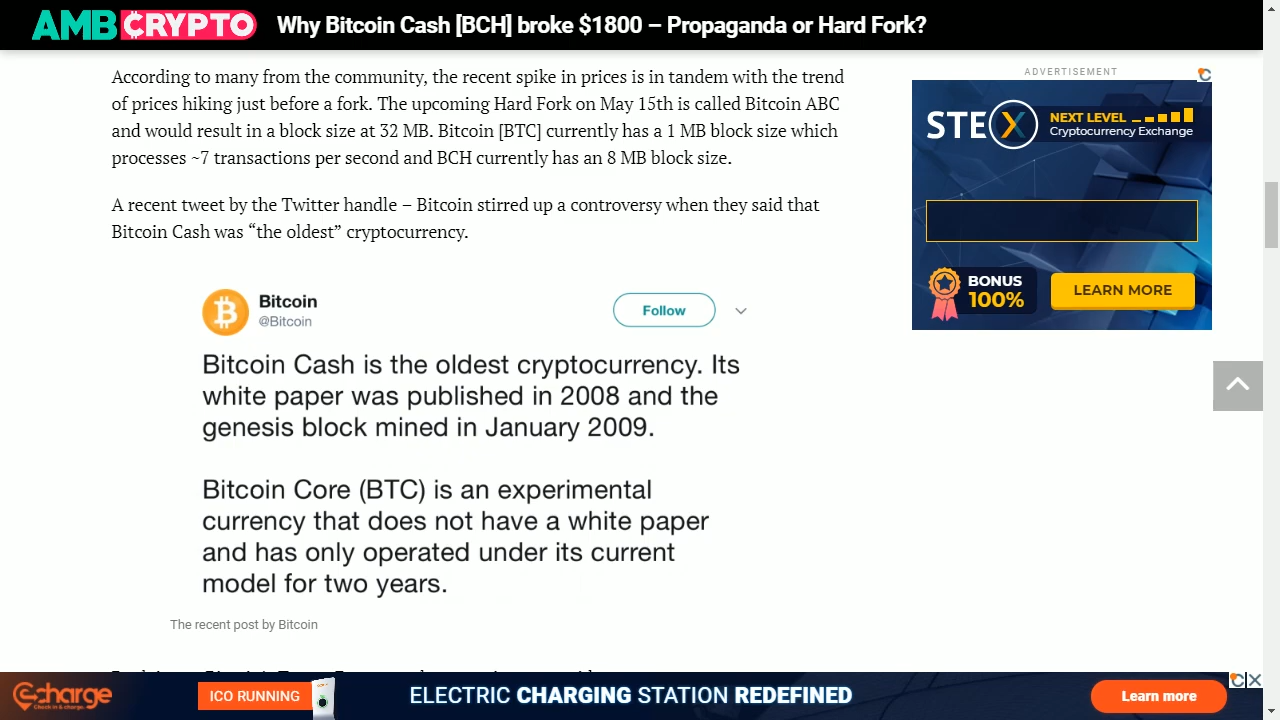 AMBCRYPTO Why Bitcoin Cash [BCH] broke $1800 – Propaganda or Hard Fork?
According to many from the community, the recent spike in prices is in tandem with the trend
of prices hiking just before a fork. The upcoming Hard Fork on May 15th is called Bitcoin ABC
and would result in a block size at 32 MB. Bitcoin [BTC] currently has a 1 MB block size which
processes ~7 transactions per second and BCH currently has an 8 MB block size.
A recent tweet by the Twitter handle – Bitcoin stirred up a controversy when they said that
Bitcoin Cash was “the oldest” cryptocurrency.
Bitcoin
@Bitcoin
Follow
Bitcoin Cash is the oldest cryptocurrency. Its
white paper was published in 2008 and the
genesis block mined in January 2009.
Bitcoin Core (BTC) is an experimental
currency that does not have a white paper
and has only operated under its current
model for two years.
The recent post by Bitcoin
ADVERTISEMENT
STEX
NEXT LEVEL
Cryptocurrency Exchange
BONUS
100%
LEARN MORE
charge
Check in & charge.
ICO RUNNING
ELECTRIC CHARGING STATION REDEFINED
Learn more